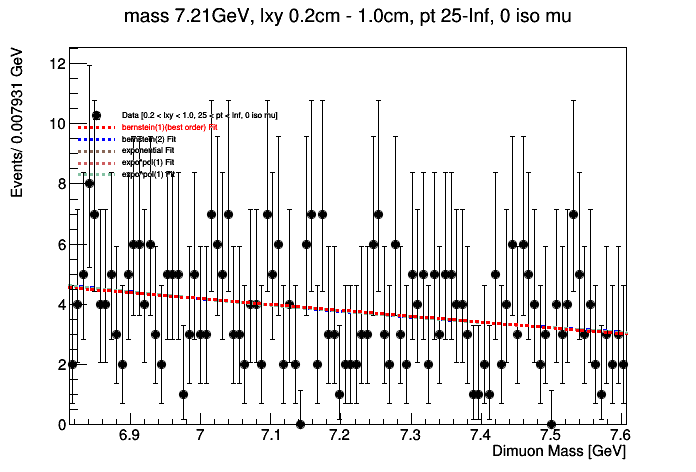 mass 7.21GeV, lxy 0.2cm - 1.0cm, pt 25-Inf, 0 iso mu
Events/ 0.007931 GeV
12
10
8
6
4
2
0
Data [0.2 < lxy < 1.0, 25 < pt < Inf, 0 iso mu]
bernstein(1)(best order) Fit
bernstein(2) Fit
exponential Fit
expo*pol(1) Fit
expo*pol(1) Fit
6.9 7 7.1 7.2 7.3 7.4 7.5 7.6
Dimuon Mass [GeV]